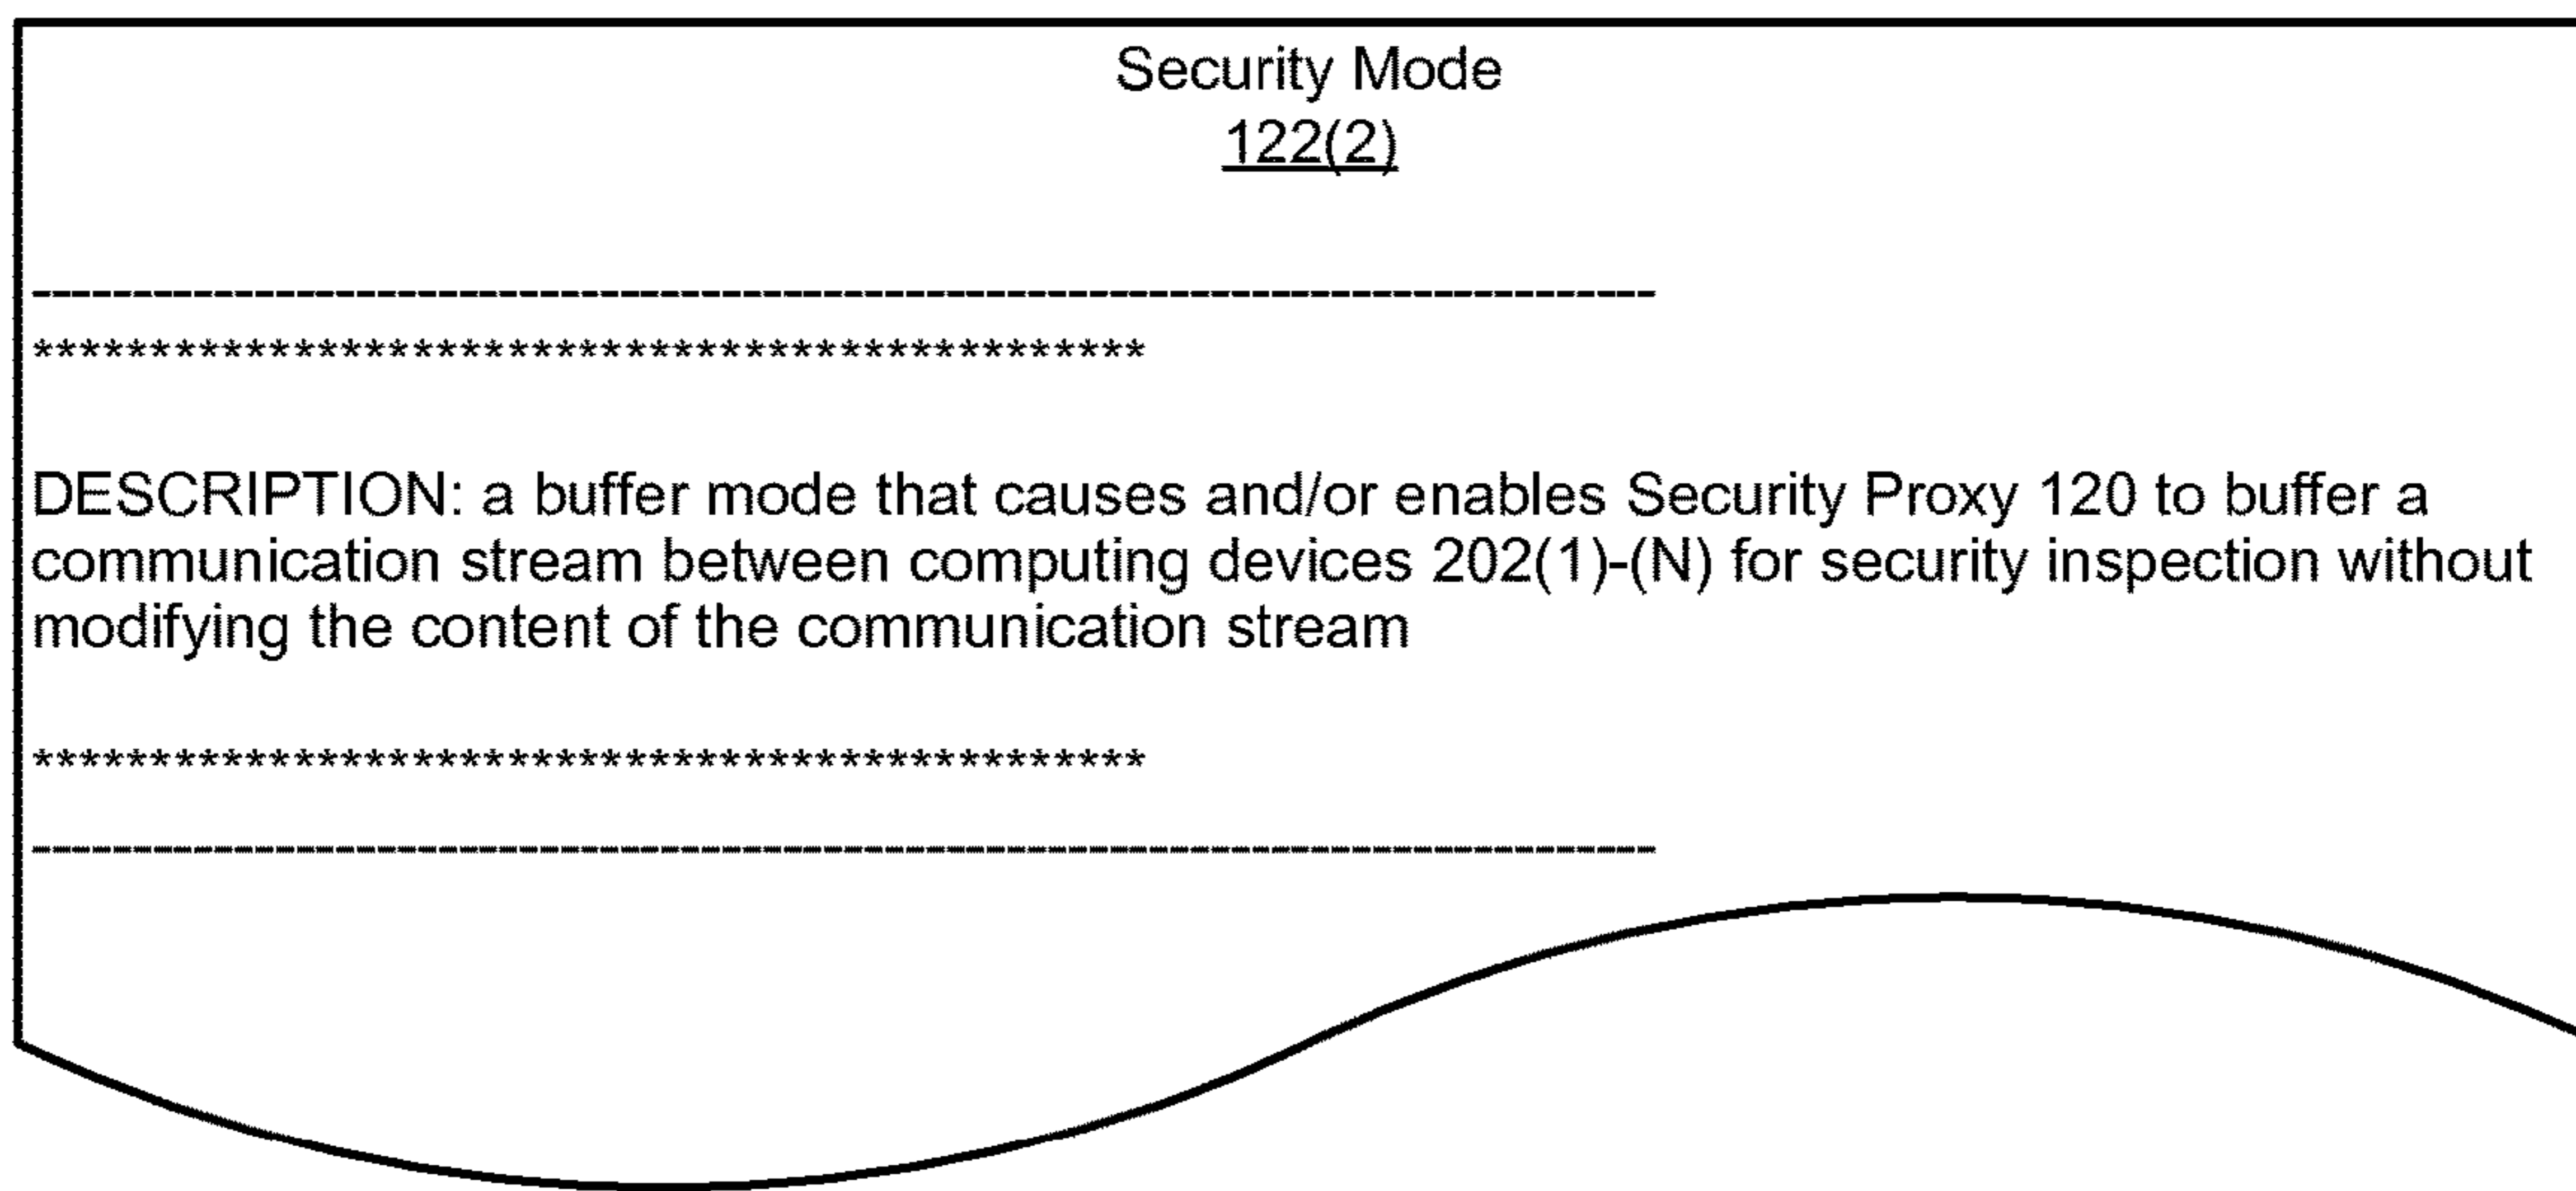 Security Mode
122(2)
--------------------------------------------------------------------------------
***********************************************
DESCRIPTION: a buffer mode that causes and/or enables Security Proxy 120 to buffer a
communication stream between computing devices 202(1)-(N) for security inspection without
modifying the content of the communication stream
***********************************************
--------------------------------------------------------------------------------